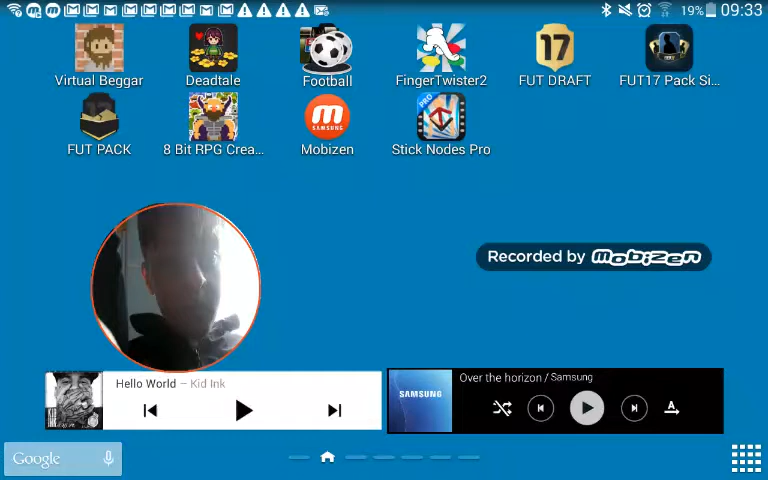 19% 09:33
17
Virtual Beggar Deadtale Football FingerTwister2 FUT DRAFT FUT17 Pack Si...
PRO
SAMSUNG
FUT PACK 8 Bit RPG Crea... Mobizen Stick Nodes Pro
Recorded by mobizen
Hello World – Kid Ink
Over the horizon / Samsung
SAMSUNG
A
Google